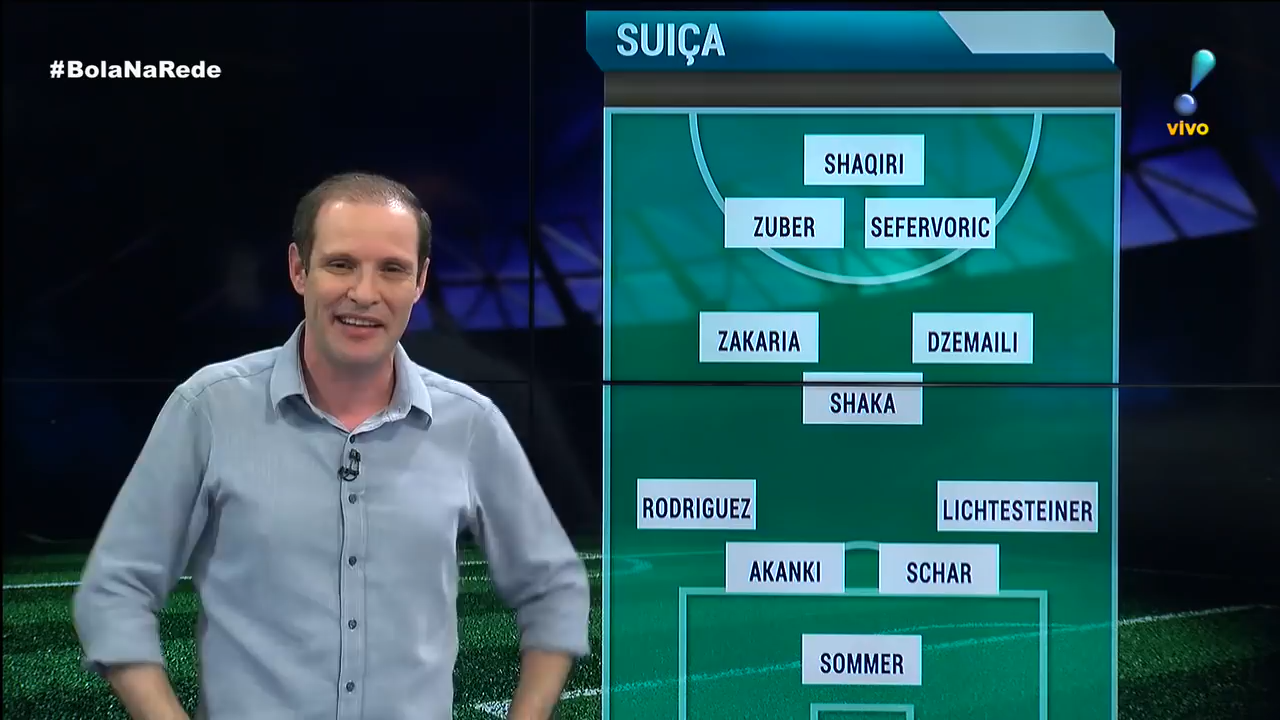 #BolaNaRede
SUIÇA
vivo
SHAQIRI
ZUBER
SEFERVORIC
ZAKARIA
DZEMAILI
SHAKA
RODRIGUEZ
LICHTESTEINER
AKANKI
SCHAR
SOMMER